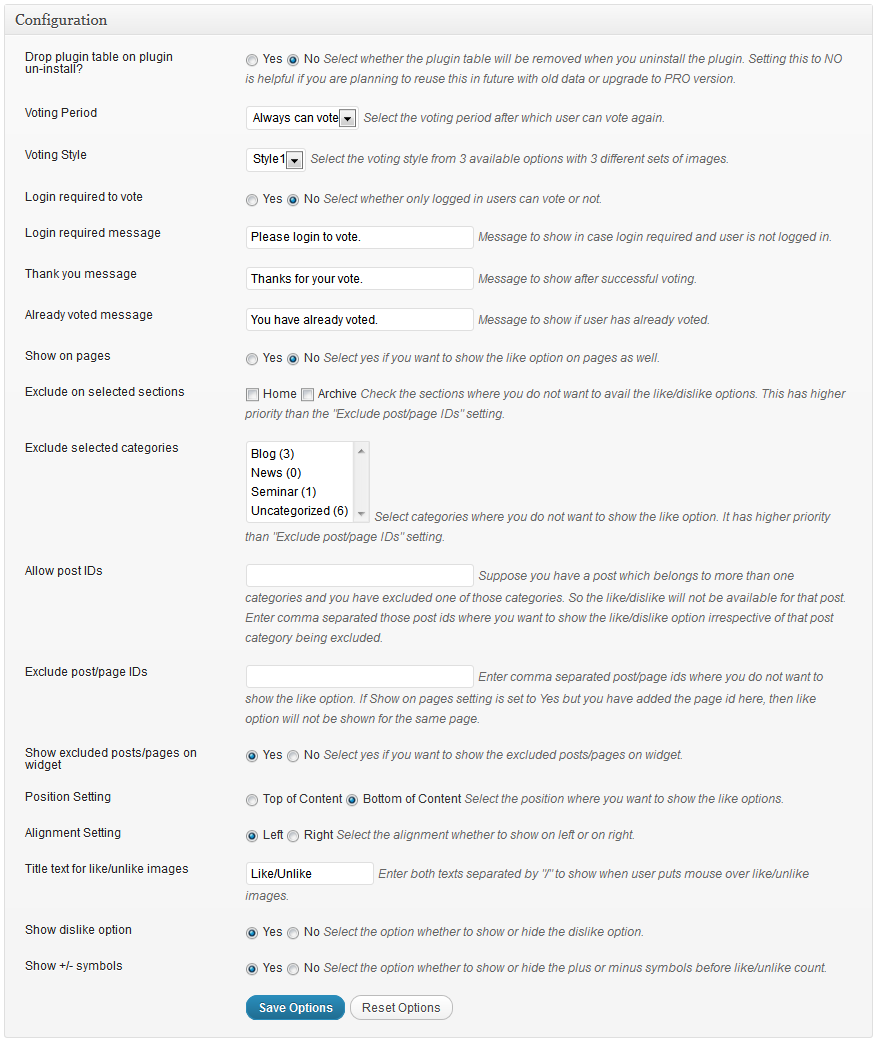 Configuration
Drop plugin table on plugin
un-install?
Yes No Select whether the plugin table will be removed when you uninstall the plugin. Setting this to NO
is helpful if you are planning to reuse this in future with old data or upgrade to PRO version.
Voting Period
Always can vote Select the voting period after which user can vote again.
Voting Style
Style1 Select the voting style from 3 available options with 3 different sets of images.
Login required to vote
Yes No Select whether only logged in users can vote or not.
Login required message
Please login to vote. Message to show in case login required and user is not logged in.
Thank you message
Thanks for your vote. Message to show after successful voting.
Already voted message
You have already voted. Message to show if user has already voted.
Show on pages
Yes No Select yes if you want to show the like option on pages as well.
Exclude on selected sections
Home Archive Check the sections where you do not want to avail the like/dislike options. This has higher
priority than the "Exclude post/page IDs" setting.
Exclude selected categories
Blog (3)
News (0)
Seminar (1)
Uncategorized (6)
Select categories where you do not want to show the like option. It has higher priority
than "Exclude post/page IDs" setting.
Allow post IDs
Suppose you have a post which belongs to more than one
categories and you have excluded one of those categories. So the like/dislike will not be available for that post.
Enter comma separated those post ids where you want to show the like/dislike option irrespective of that post
category being excluded.
Exclude post/page IDs
Enter comma separated post/page ids where you do not want to
show the like option. If Show on pages setting is set to Yes but you have added the page id here, then like
option will not be shown for the same page.
Show excluded posts/pages on
widget
Yes No Select yes if you want to show the excluded posts/pages on widget.
Position Setting
Top of Content Bottom of Content Select the position where you want to show the like options.
Alignment Setting
Left Right Select the alignment whether to show on left or on right.
Title text for like/unlike images
Like/Unlike Enter both texts separated by "/" to show when user puts mouse over like/unlike
images.
Show dislike option
Yes No Select the option whether to show or hide the dislike option.
Show +/- symbols
Yes No Select the option whether to show or hide the plus or minus symbols before like/unlike count.
Save Options Reset Options